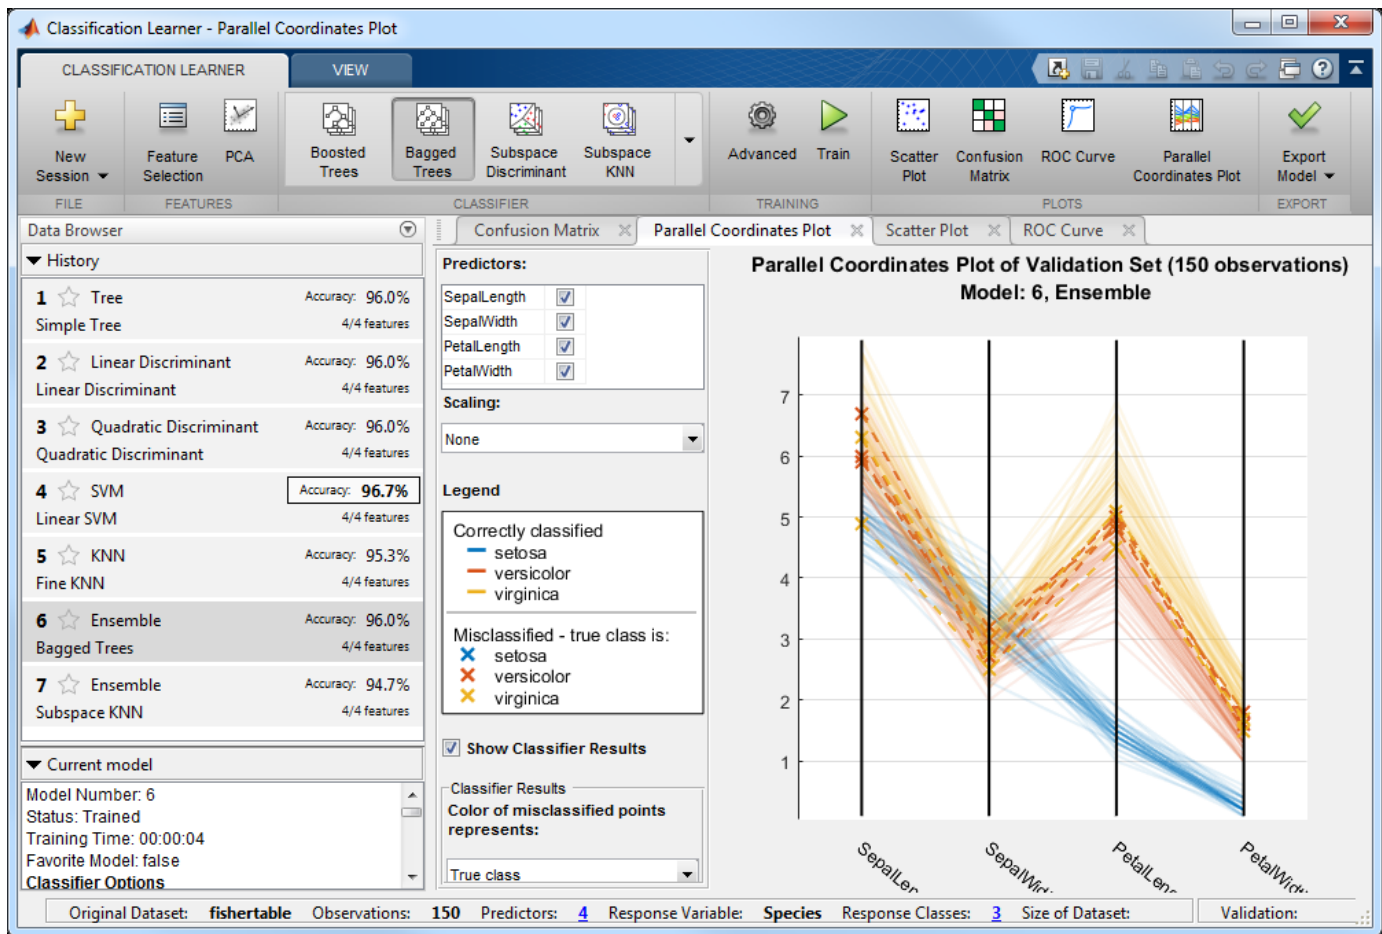 Classification Learner - Parallel Coordinates Plot
CLASSIFICATION LEARNER
VIEW
New Session
Feature Selection
PCA
Boosted Trees
Bagged Trees
Subspace Discriminant
Subspace KNN
Advanced
Train
Scatter Plot
Confusion Matrix
ROC Curve
Parallel Coordinates Plot
Export Model
FILE
FEATURES
CLASSIFIER
TRAINING
PLOTS
EXPORT
Data Browser
History
1 Tree Accuracy: 96.0%
Simple Tree 4/4 features
2 Linear Discriminant Accuracy: 96.0%
Linear Discriminant 4/4 features
3 Quadratic Discriminant Accuracy: 96.0%
Quadratic Discriminant 4/4 features
4 SVM Accuracy: 96.7%
Linear SVM 4/4 features
5 KNN Accuracy: 95.3%
Fine KNN 4/4 features
6 Ensemble Accuracy: 96.0%
Bagged Trees 4/4 features
7 Ensemble Accuracy: 94.7%
Subspace KNN 4/4 features
Current model
Model Number: 6
Status: Trained
Training Time: 00:00:04
Favorite Model: false
Classifier Options
Confusion Matrix
Parallel Coordinates Plot
Scatter Plot
ROC Curve
Predictors:
SepalLength
SepalWidth
PetalLength
PetalWidth
Scaling:
None
Legend
Correctly classified
setosa
versicolor
virginica
Misclassified - true class is:
setosa
versicolor
virginica
Show Classifier Results
Classifier Results
Color of misclassified points
represents:
True class
Parallel Coordinates Plot of Validation Set (150 observations)
Model: 6, Ensemble
7
6
5
4
3
2
1
SepalLen
SepalWid
PetalLen
PetalWidt
Original Dataset: fishertable Observations: 150 Predictors: 4 Response Variable: Species Response Classes: 3 Size of Dataset: Validation: